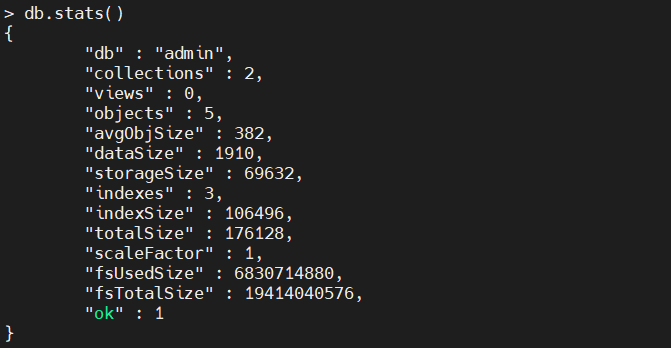 > db.stats()
{
        "db" : "admin",
        "collections" : 2,
        "views" : 0,
        "objects" : 5,
        "avgObjSize" : 382,
        "dataSize" : 1910,
        "storageSize" : 69632,
        "indexes" : 3,
        "indexSize" : 106496,
        "totalSize" : 176128,
        "scaleFactor" : 1,
        "fsUsedSize" : 6830714880,
        "fsTotalSize" : 19414040576,
        "ok" : 1
}